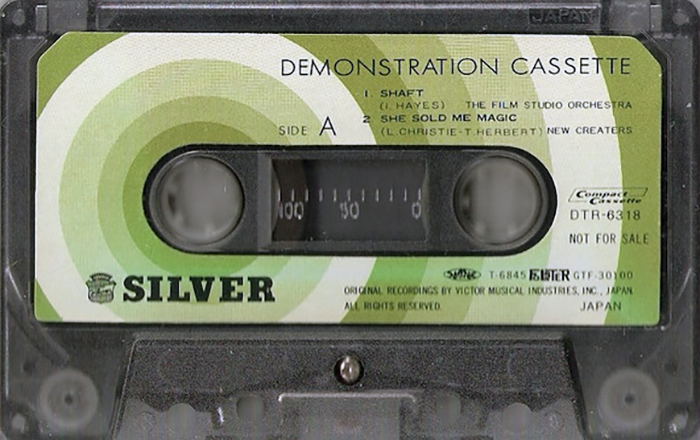 JAPAN
DEMONSTRATION CASSETTE
1. SHAFT
(I. HAYES) THE FILM STUDIO ORCHESTRA
2 SHE SOLD ME MAGIC
(L.CHRISTIE-T.HERBERT) NEW CREATERS
SIDE A
100 50 0
Compact Cassette
DTR-6318
NOT FOR SALE
T-6845 GTF-30100
SILVER
ORIGINAL RECORDINGS BY VICTOR MUSICAL INDUSTRIES, INC., JAPAN.
ALL RIGHTS RESERVED. JAPAN